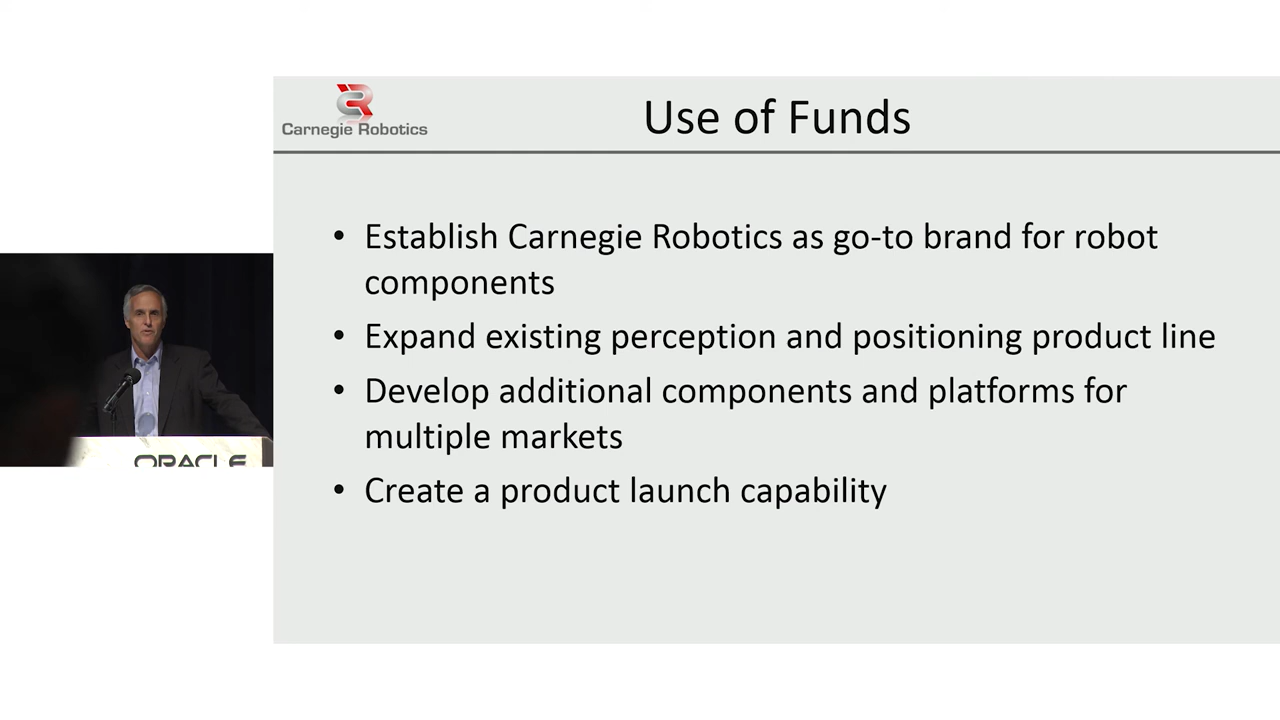 Carnegie Robotics
Use of Funds
• Establish Carnegie Robotics as go-to brand for robot
components
• Expand existing perception and positioning product line
• Develop additional components and platforms for
multiple markets
• Create a product launch capability
ORACLE